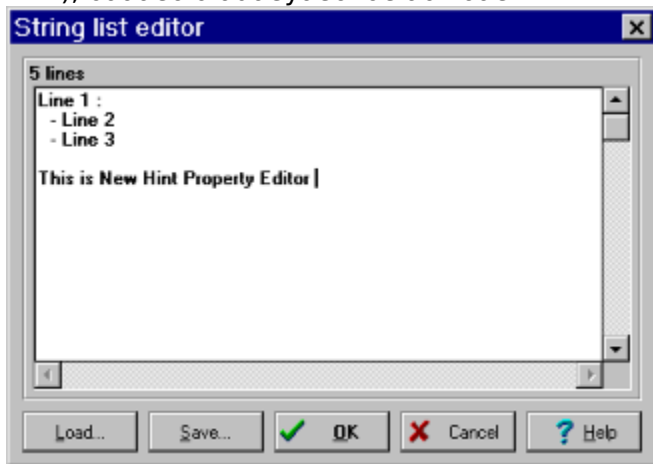 String list editor
5 lines
Line 1 :
- Line 2
- Line 3
This is New Hint Property Editor
Load...
Save...
OK
Cancel
? Help